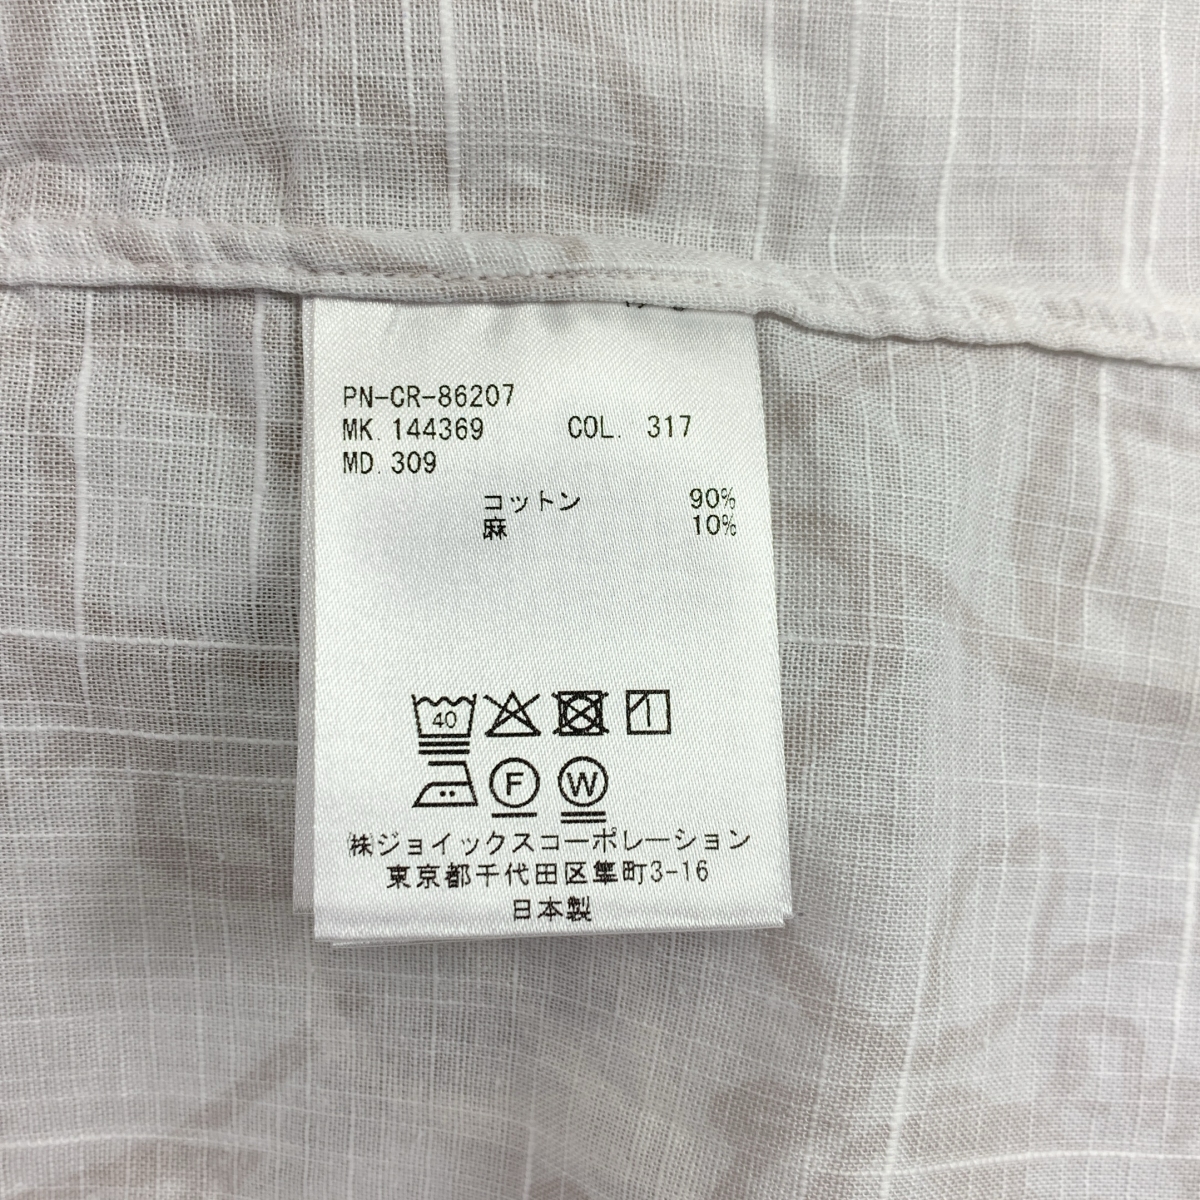 PN-CR-86207
MK. 144369 COL. 317
MD. 309
コットン 90%
麻 10%
40
F W
㈱ジョイックスコーポレーション
東京都千代田区隼町3-16
日本製